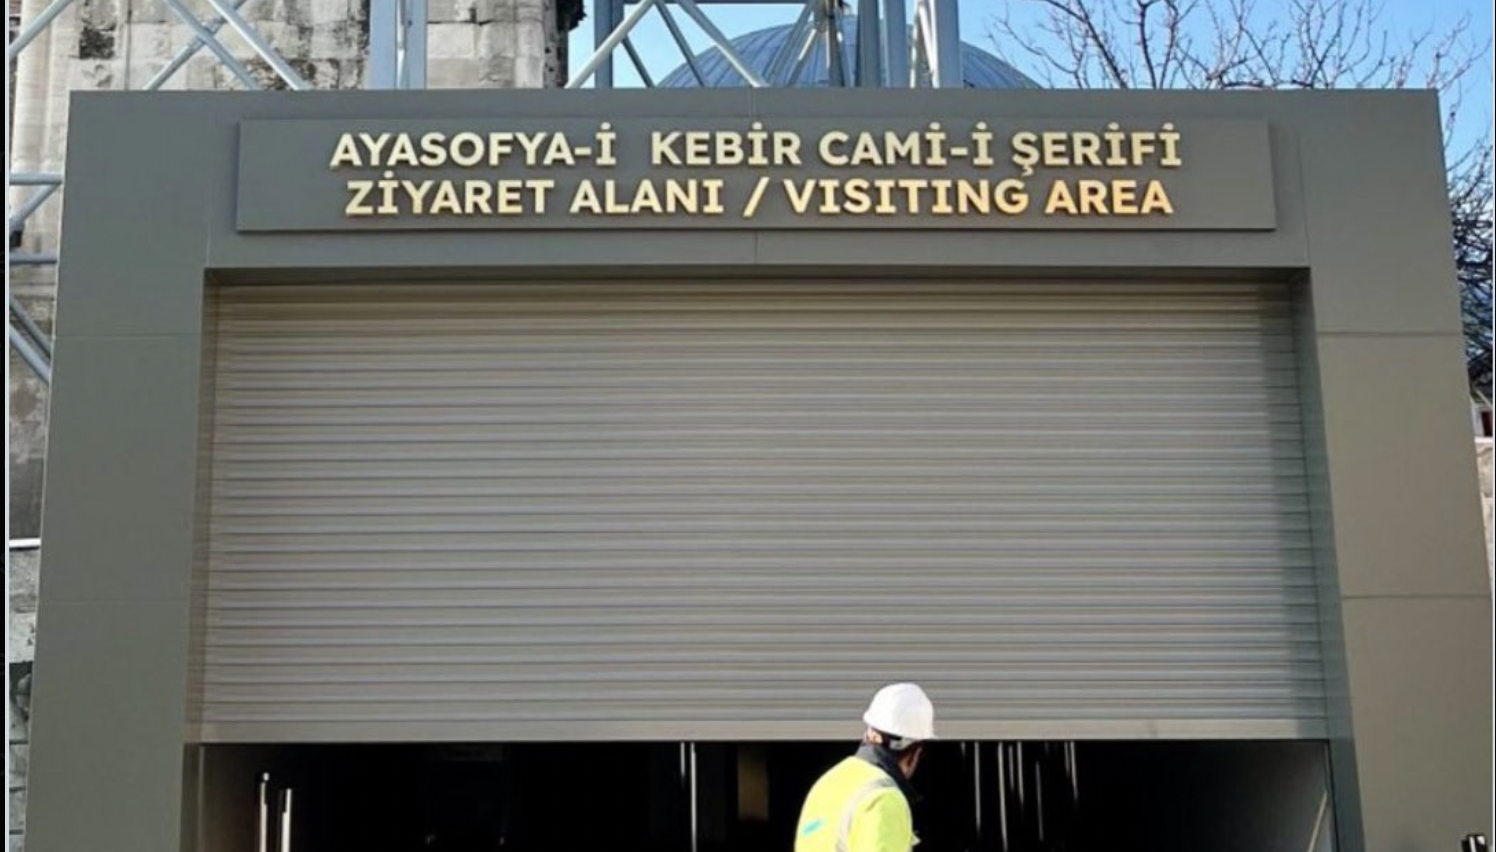 AYASOFYA-İ KEBİR CAMİ-İ ŞERİFİ
ZİYARET ALANI / VISITING AREA